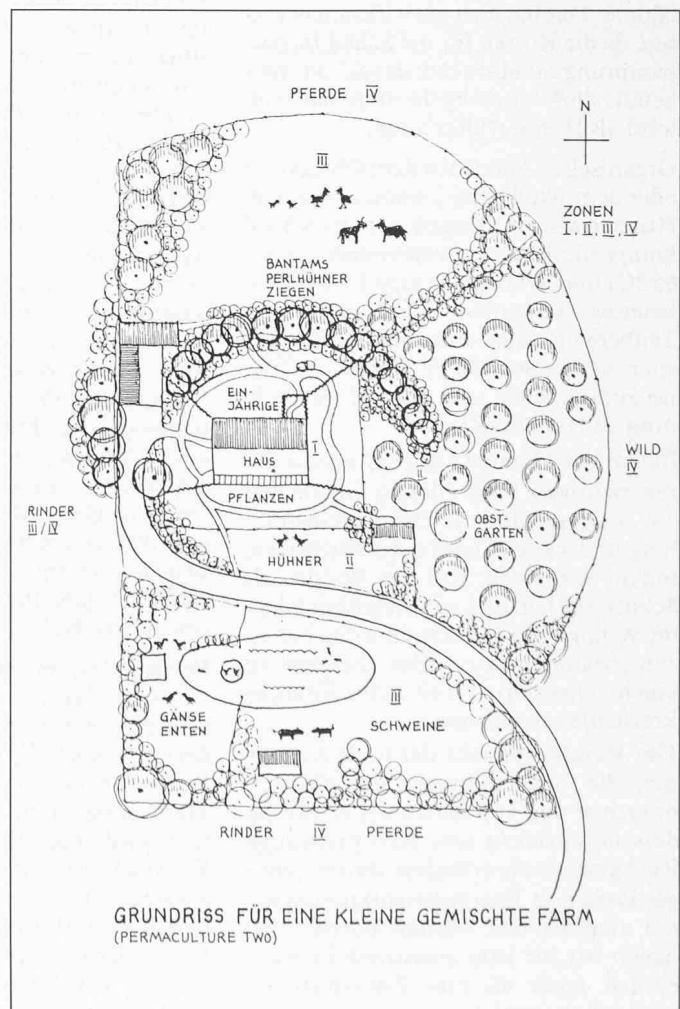 PFERDE IV
N
III
ZONEN
I, II, III, IV
BANTAMS
PERLHÜHNER
ZIEGEN
EIN-
JÄHRIGE
I
HAUS
PFLANZEN
II
WILD
IV
RINDER
III/IV
OBST-
GARTEN
HÜHNER II
III
GÄNSE
ENTEN
SCHWEINE
RINDER IV PFERDE
GRUNDRISS FÜR EINE KLEINE GEMISCHTE FARM
(PERMACULTURE TWO)